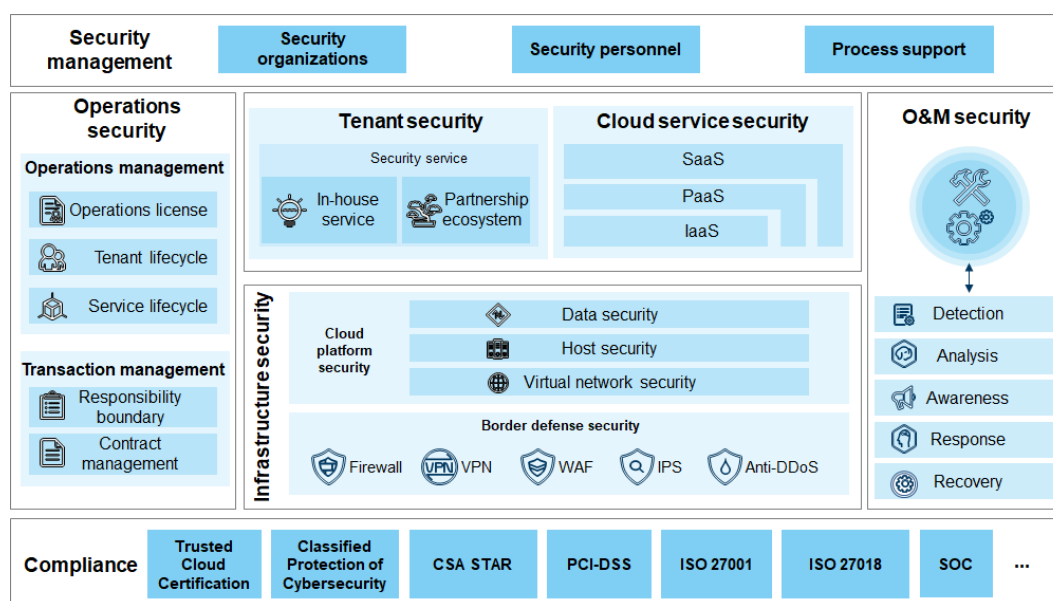 Security
management
Security
organizations
Security personnel
Process support
Operations
security
Operations management
Operations license
Tenant lifecycle
Service lifecycle
Transaction management
Responsibility
boundary
Contract
management
Tenant security
Security service
In-house
service
Partnership
ecosystem
Cloud service security
SaaS
PaaS
IaaS
Infrastructure security
Cloud
platform
security
Data security
Host security
Virtual network security
Border defense security
Firewall
VPN
VPN
WAF
IPS
Anti-DDoS
O&M security
Detection
Analysis
Awareness
Response
Recovery
Compliance
Trusted
Cloud
Certification
Classified
Protection of
Cybersecurity
CSA STAR
PCI-DSS
ISO 27001
ISO 27018
SOC
...